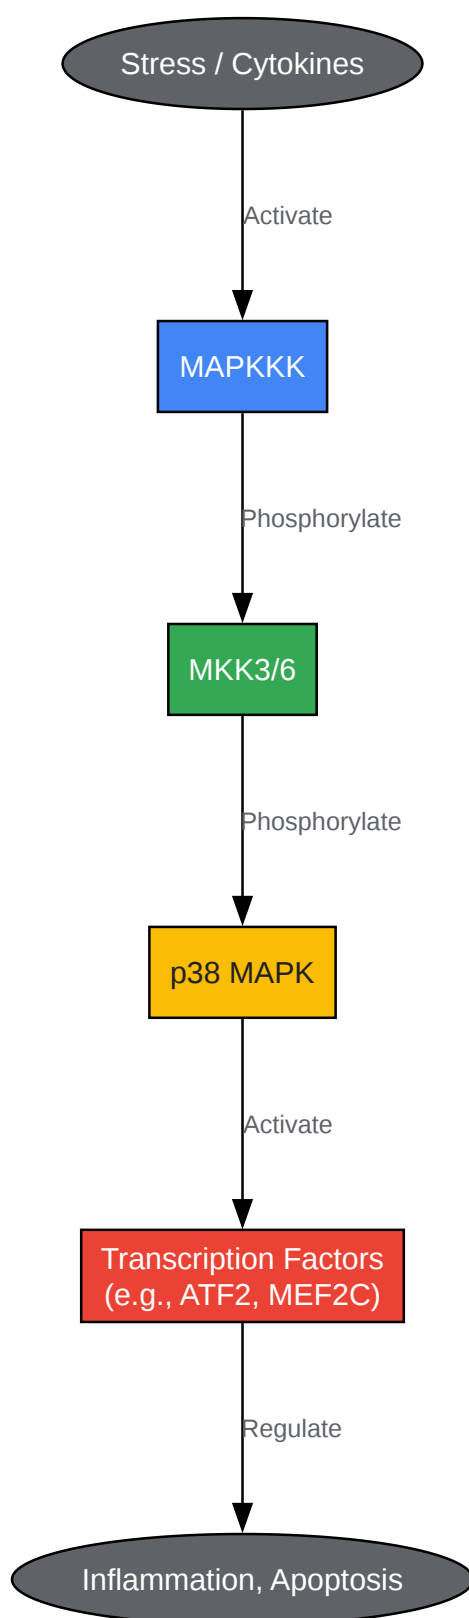 Stress / Cytokines
Activate
MAPKKK
Phosphorylate
MKK3/6
Phosphorylate
p38 MAPK
Activate
Transcription Factors
(e.g., ATF2, MEF2C)
Regulate
Inflammation, Apoptosis